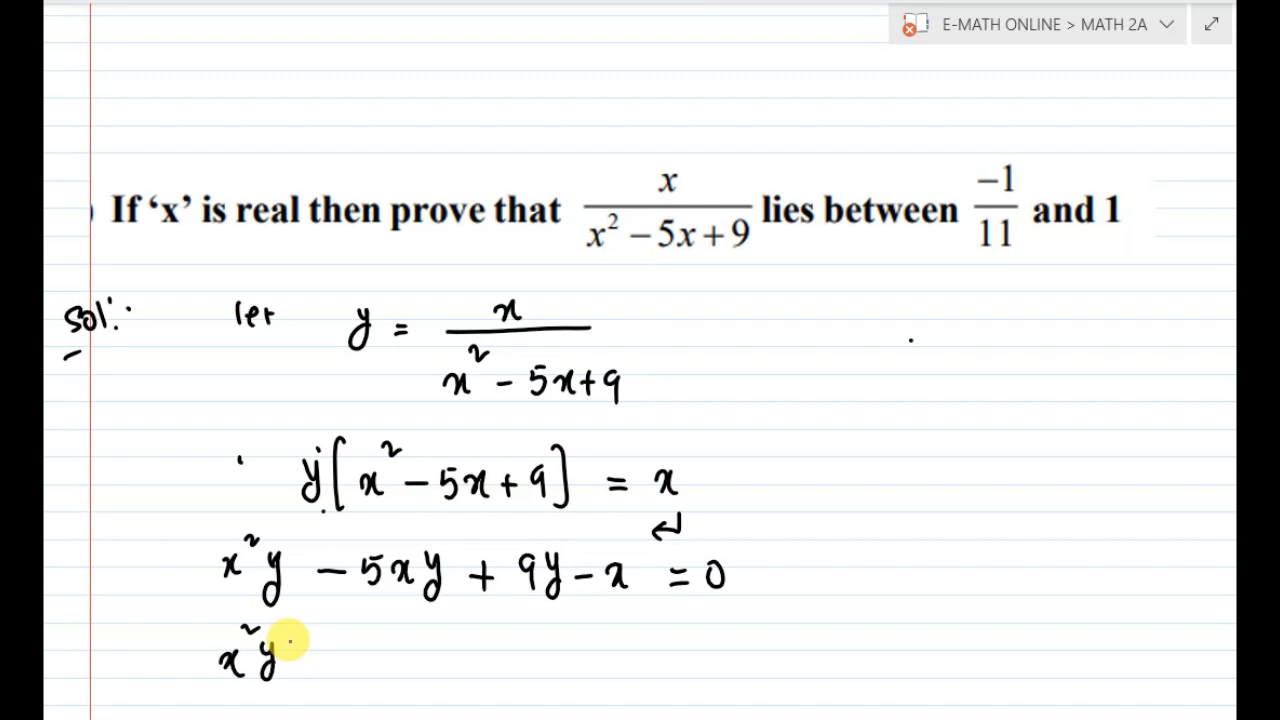 E-MATH ONLINE > MATH 2A
) If ‘x’ is real then prove that x/(x² − 5x + 9) lies between −1/11 and 1
Sol:. let y = x/(x² - 5x+9)
y[x² - 5x + 9] = x
x²y - 5xy + 9y - x = 0
x²y